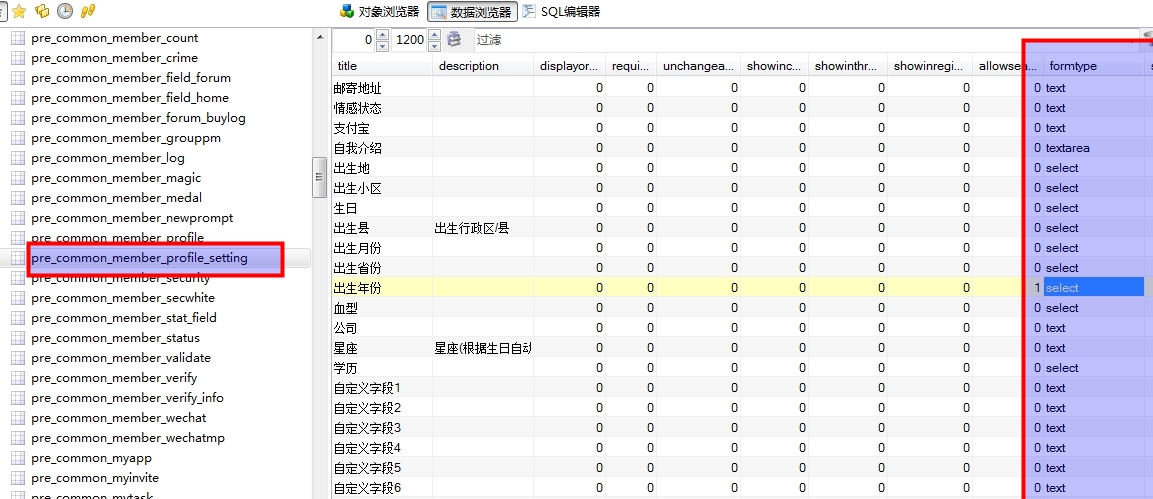 对象浏览器 数据浏览器 SQL编辑器
0 1200 过滤
pre_common_member_count
pre_common_member_crime
pre_common_member_field_forum
pre_common_member_field_home
pre_common_member_forum_buylog
pre_common_member_grouppm
pre_common_member_log
pre_common_member_magic
pre_common_member_medal
pre_common_member_newprompt
pre_common_member_profile
pre_common_member_profile_setting
pre_common_member_security
pre_common_member_secwhite
pre_common_member_stat_field
pre_common_member_status
pre_common_member_validate
pre_common_member_verify
pre_common_member_verify_info
pre_common_member_wechat
pre_common_member_wechatmp
pre_common_myapp
pre_common_myinvite
pre_common_mytask
title description displayor... requi... unchangea... showinc... showinthr... showinregi... allowsea... formtype
邮寄地址 0 0 0 0 0 0 0 text
情感状态 0 0 0 0 0 0 0 text
支付宝 0 0 0 0 0 0 0 text
自我介绍 0 0 0 0 0 0 0 textarea
出生地 0 0 0 0 0 0 0 select
出生小区 0 0 0 0 0 0 0 select
生日 0 0 0 0 0 0 0 select
出生县 出生行政区/县 0 0 0 0 0 0 0 select
出生月份 0 0 0 0 0 0 0 select
出生省份 0 0 0 0 0 0 0 select
出生年份 0 0 0 0 0 0 1 select
血型 0 0 0 0 0 0 0 select
公司 0 0 0 0 0 0 0 text
星座 星座(根据生日自动 0 0 0 0 0 0 0 text
学历 0 0 0 0 0 0 0 select
自定义字段1 0 0 0 0 0 0 0 text
自定义字段2 0 0 0 0 0 0 0 text
自定义字段3 0 0 0 0 0 0 0 text
自定义字段4 0 0 0 0 0 0 0 text
自定义字段5 0 0 0 0 0 0 0 text
自定义字段6 0 0 0 0 0 0 0 text